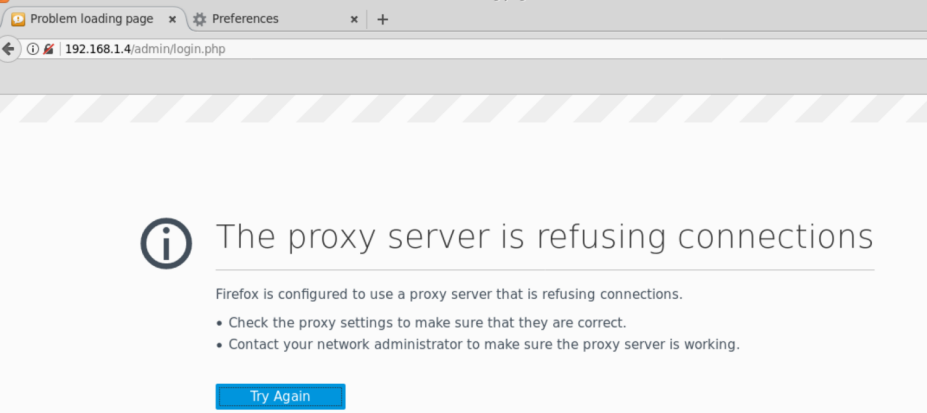 Problem loading page
Preferences
192.168.1.4/admin/login.php
The proxy server is refusing connections
Firefox is configured to use a proxy server that is refusing connections.
• Check the proxy settings to make sure that they are correct.
• Contact your network administrator to make sure the proxy server is working.
Try Again